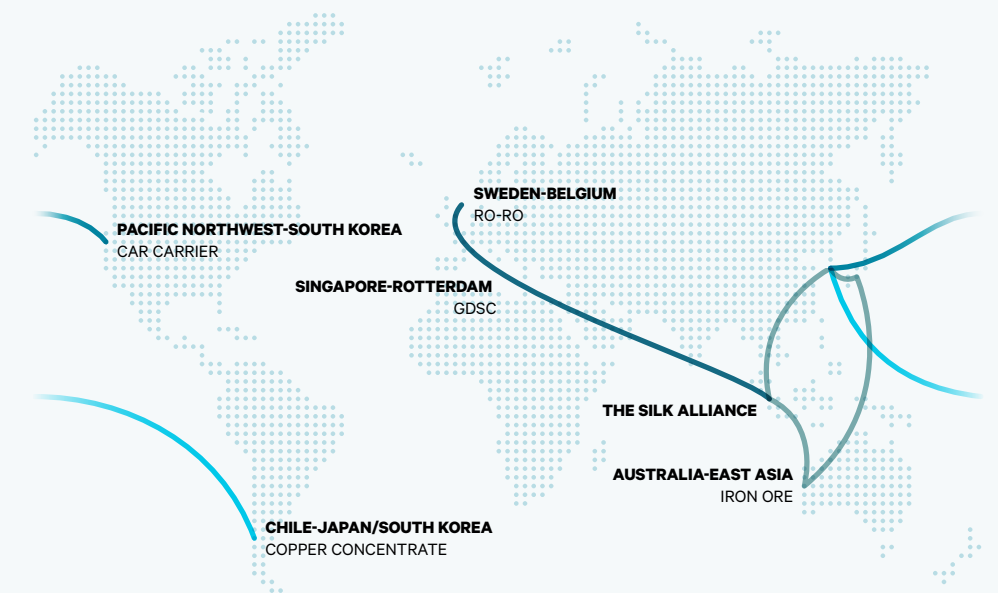 SWEDEN-BELGIUM
RO-RO
PACIFIC NORTHWEST-SOUTH KOREA
CAR CARRIER
SINGAPORE-ROTTERDAM
GDSC
THE SILK ALLIANCE
AUSTRALIA-EAST ASIA
IRON ORE
CHILE-JAPAN/SOUTH KOREA
COPPER CONCENTRATE